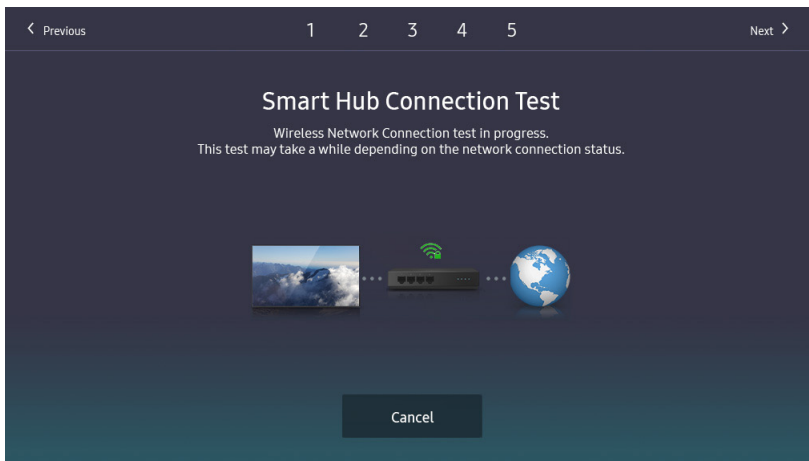 Previous
1 2 3 4 5
Next
Smart Hub Connection Test
Wireless Network Connection test in progress.
This test may take a while depending on the network connection status.
Cancel